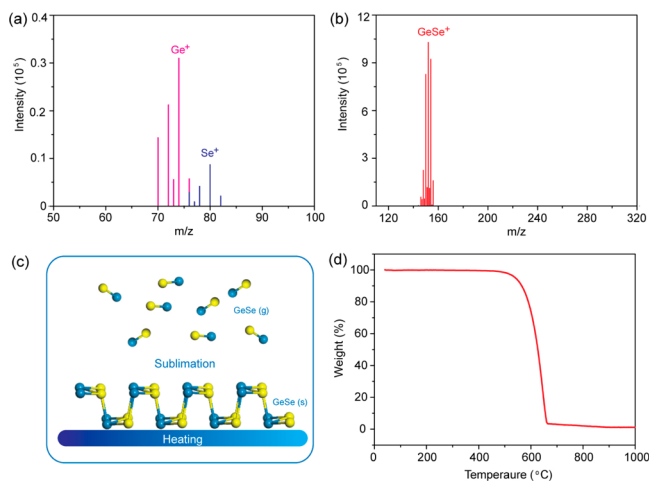 (a)
0.4
0.3
0.2
0.1
0
Intensity (10⁵)
Ge⁺
Se⁺
50 60 70 80 90 100
m/z
(b)
12
9
6
3
0
Intensity (10⁵)
GeSe⁺
120 160 200 240 280 320
m/z
(c)
GeSe (g)
Sublimation
GeSe (s)
Heating
(d)
100
80
60
40
20
0
Weight (%)
0 200 400 600 800 1000
Temperaure (°C)